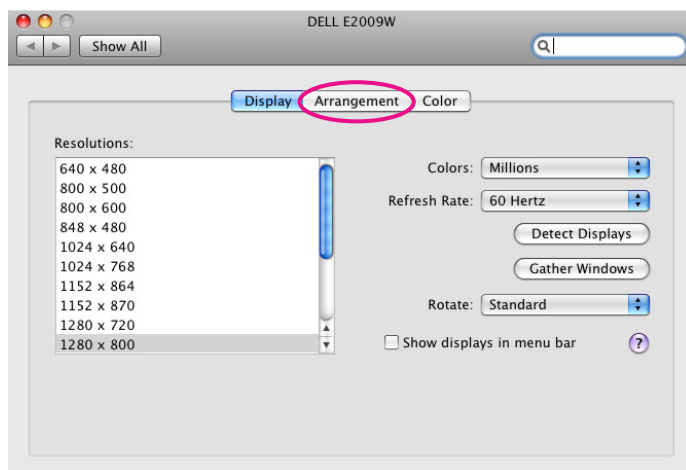 DELL E2009W
Show All
Display Arrangement Color
Resolutions:
640 x 480
800 x 500
800 x 600
848 x 480
1024 x 640
1024 x 768
1152 x 864
1152 x 870
1280 x 720
1280 x 800
Colors: Millions
Refresh Rate: 60 Hertz
Detect Displays
Gather Windows
Rotate: Standard
Show displays in menu bar ?